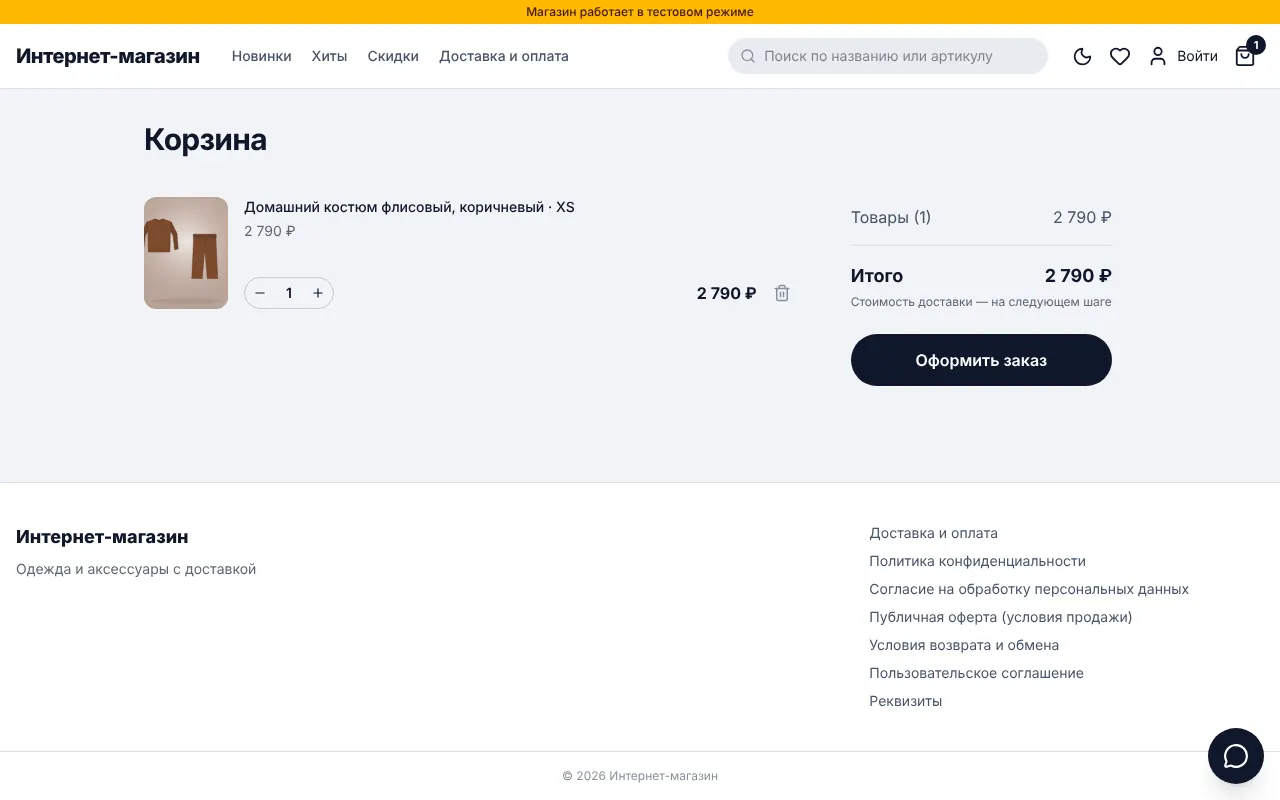 Магазин работает в тестовом режиме
Интернет-магазин
Новинки
Хиты
Скидки
Доставка и оплата
Поиск по названию или артикулу
Войти
1
Корзина
Домашний костюм флисовый, коричневый · XS
2 790 ₽
− 1 +
2 790 ₽
Товары (1) 2 790 ₽
Итого 2 790 ₽
Стоимость доставки — на следующем шаге
Оформить заказ
Интернет-магазин
Одежда и аксессуары с доставкой
Доставка и оплата
Политика конфиденциальности
Согласие на обработку персональных данных
Публичная оферта (условия продажи)
Условия возврата и обмена
Пользовательское соглашение
Реквизиты
© 2026 Интернет-магазин